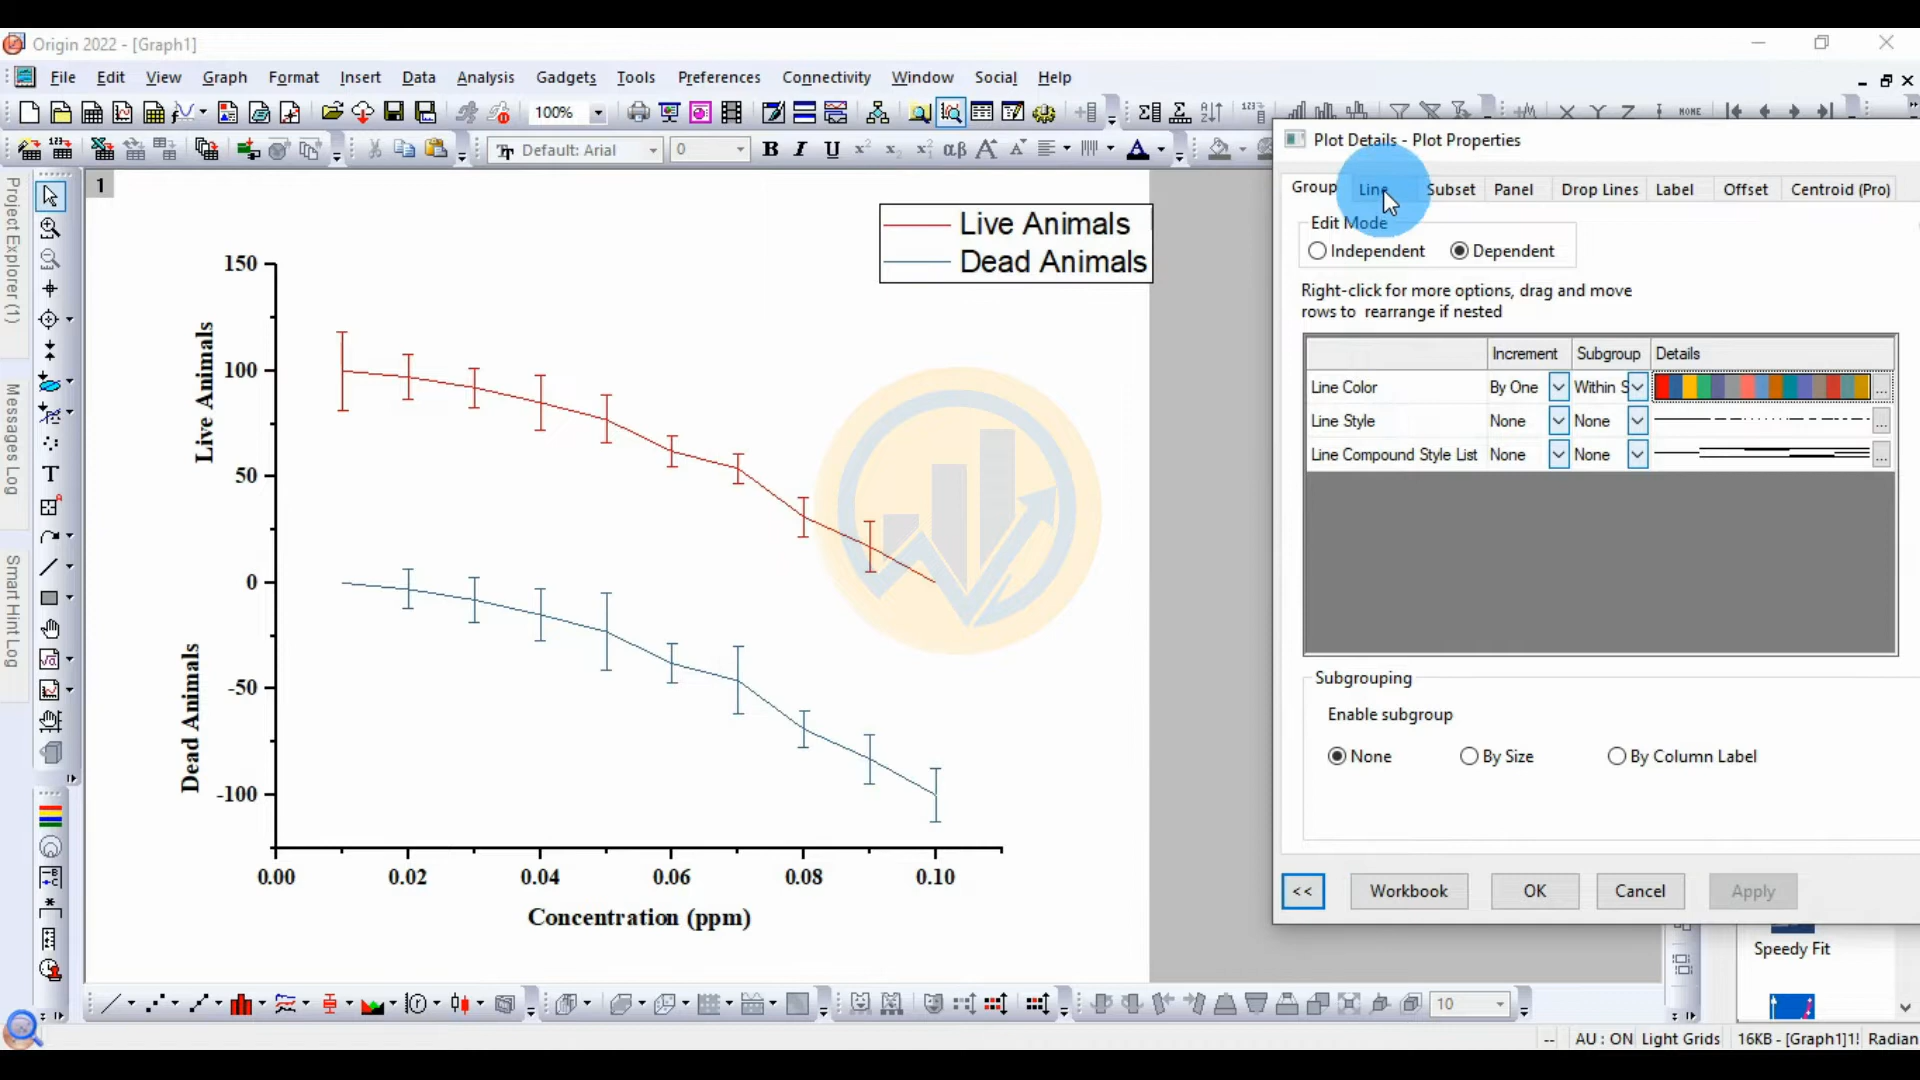 Origin 2022 - [Graph1]
File Edit View Graph Format Insert Data Analysis Gadgets Tools Preferences Connectivity Window Social Help
100%
Default: Arial 0 B I U
Project Explorer (1)
Messages Log
Smart Hint Log
1
Live Animals
Dead Animals
150
100
50
0
-50
-100
Live Animals
Dead Animals
0.00 0.02 0.04 0.06 0.08 0.10
Concentration (ppm)
Plot Details - Plot Properties
Group Line Subset Panel Drop Lines Label Offset Centroid (Pro)
Edit Mode
Independent Dependent
Right-click for more options, drag and move
rows to rearrange if nested
Increment Subgroup Details
Line Color By One Within S
Line Style None None
Line Compound Style List None None
Subgrouping
Enable subgroup
None By Size By Column Label
<< Workbook OK Cancel Apply
Speedy Fit
10
-- AU : ON Light Grids 16KB - [Graph1]1! Radian